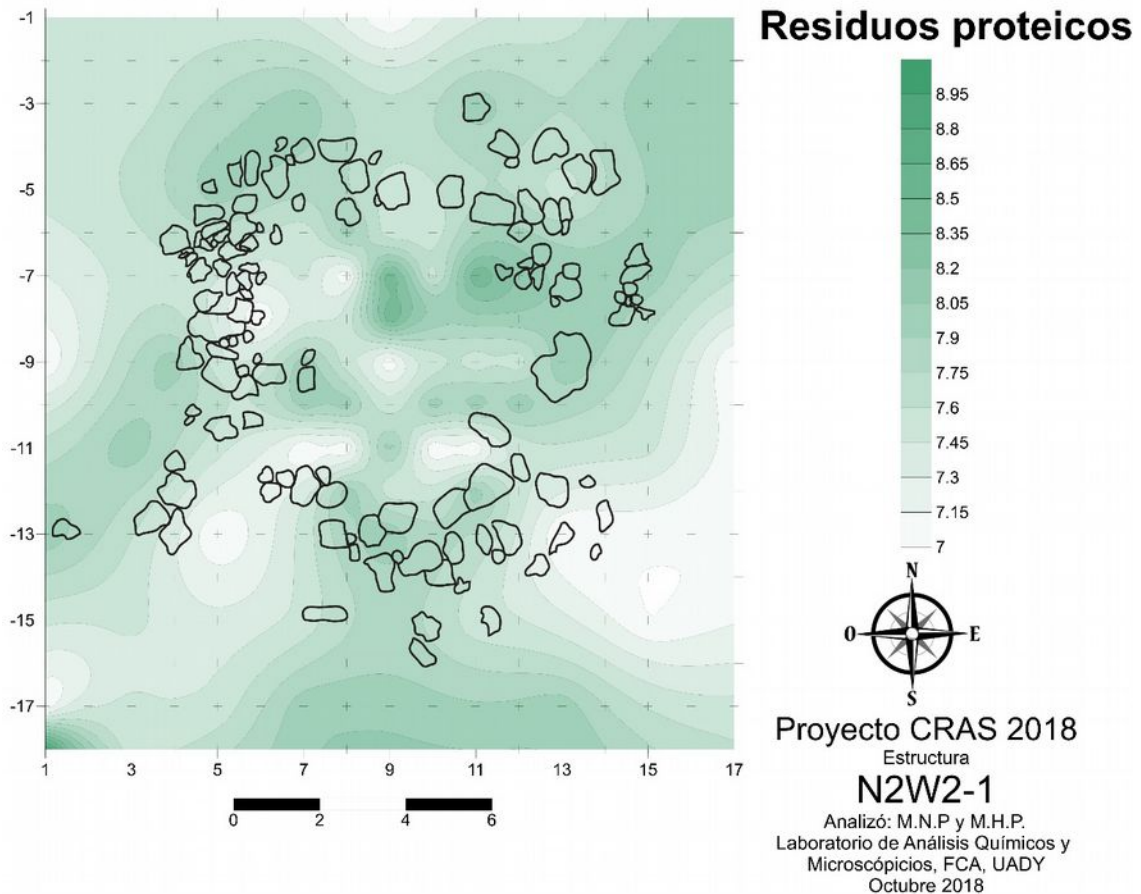 Residuos proteicos
-1
-3
-5
-7
-9
-11
-13
-15
-17
1 3 5 7 9 11 13 15 17
0 2 4 6
8.95
8.8
8.65
8.5
8.35
8.2
8.05
7.9
7.75
7.6
7.45
7.3
7.15
7
N
O E
S
Proyecto CRAS 2018
Estructura
N2W2-1
Analizó: M.N.P y M.H.P.
Laboratorio de Análisis Químicos y
Microscópicios, FCA, UADY
Octubre 2018